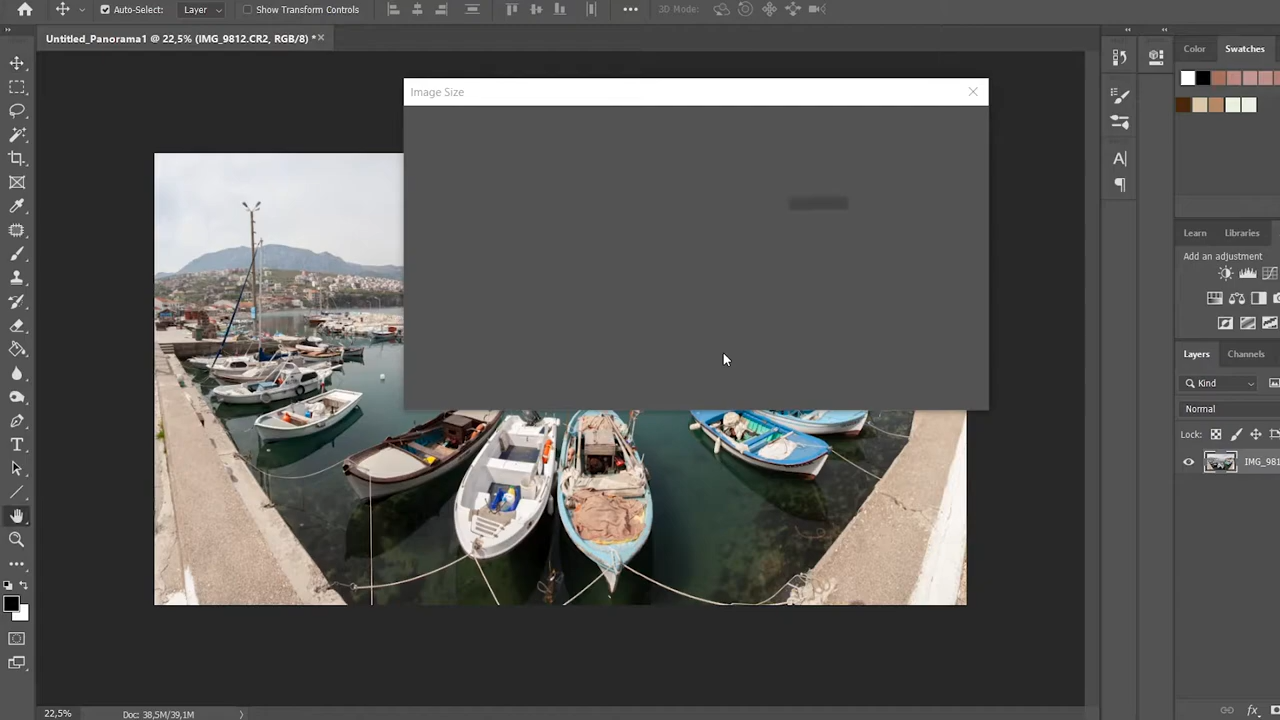 Auto-Select: Layer Show Transform Controls 3D Mode:
Untitled_Panorama1 @ 22,5% (IMG_9812.CR2, RGB/8) *
Color Swatches
Image Size
Learn Libraries
Add an adjustment
Layers Channels
Kind
Normal
Lock:
IMG_981
22,5% Doc: 38,5M/39,1M
fx